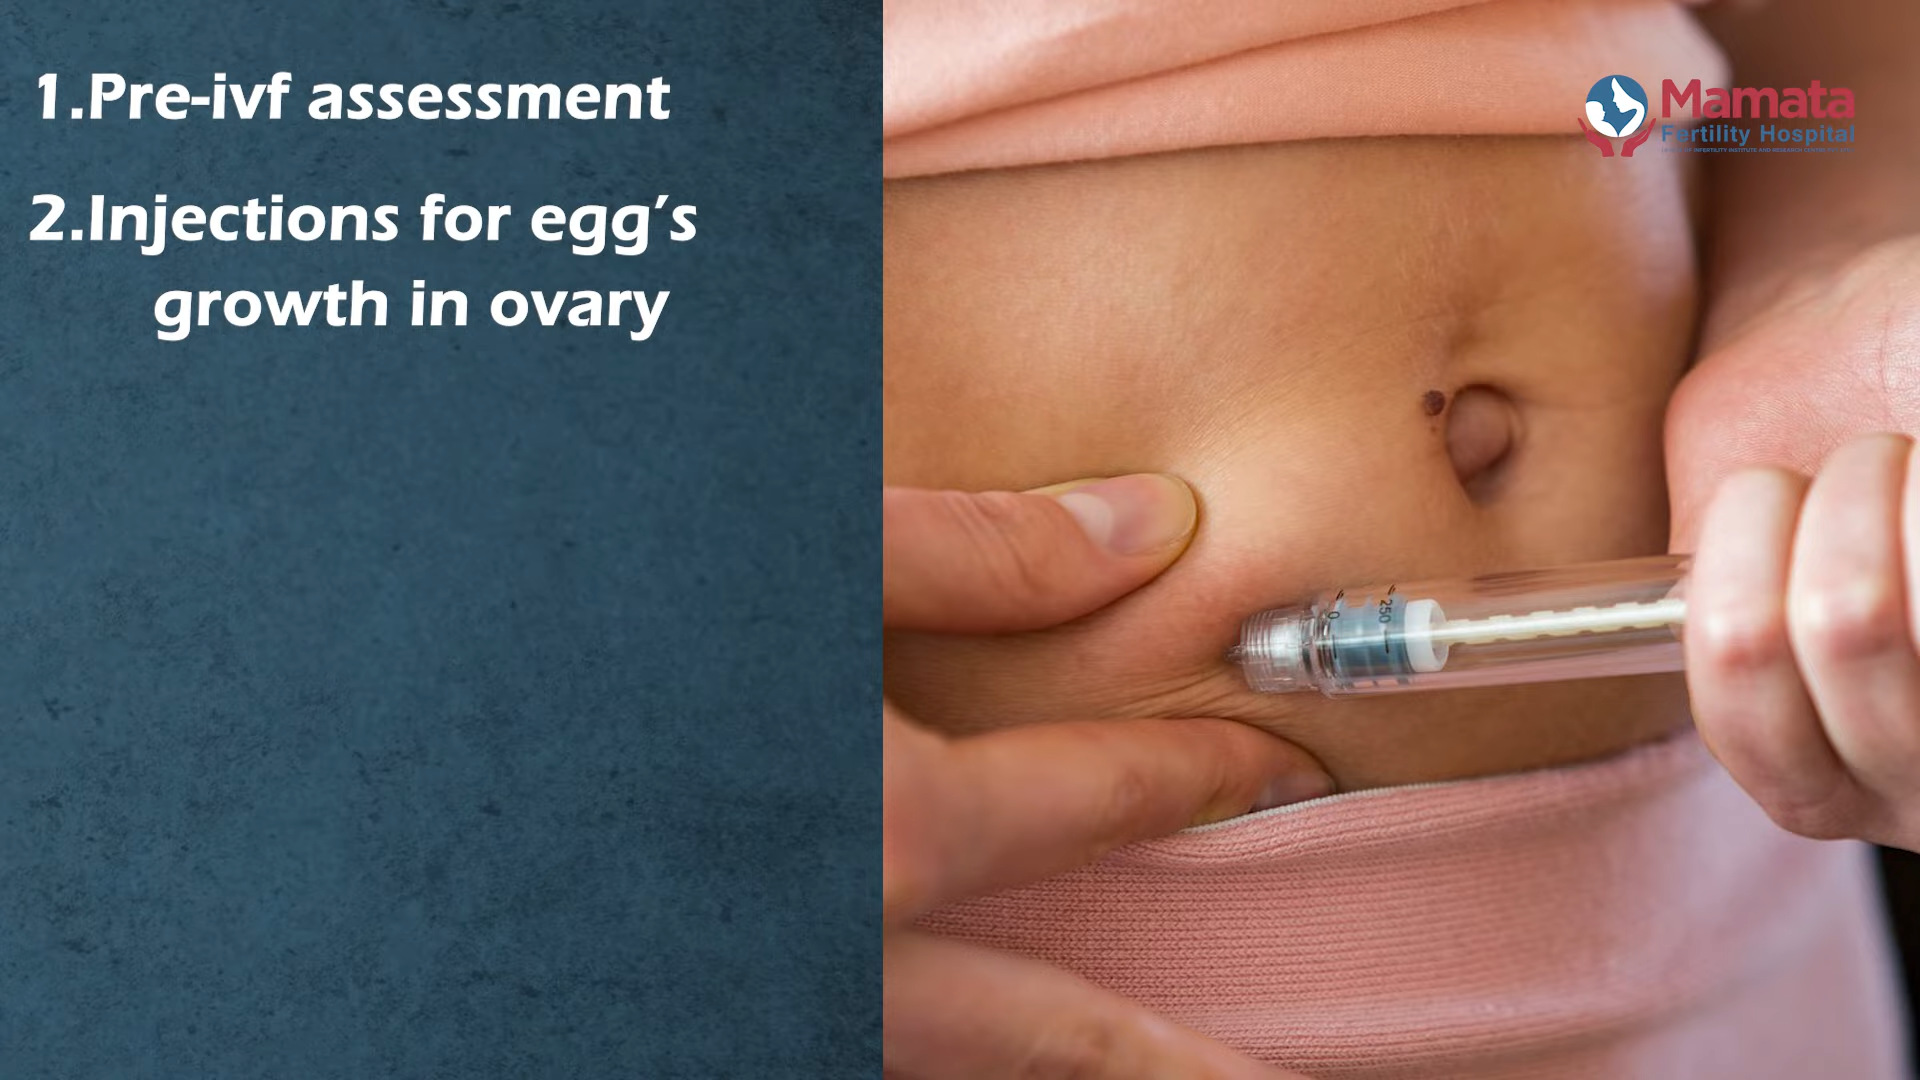 1.Pre-ivf assessment
2.Injections for egg's
growth in ovary
Mamata
Fertility Hospital
0
250